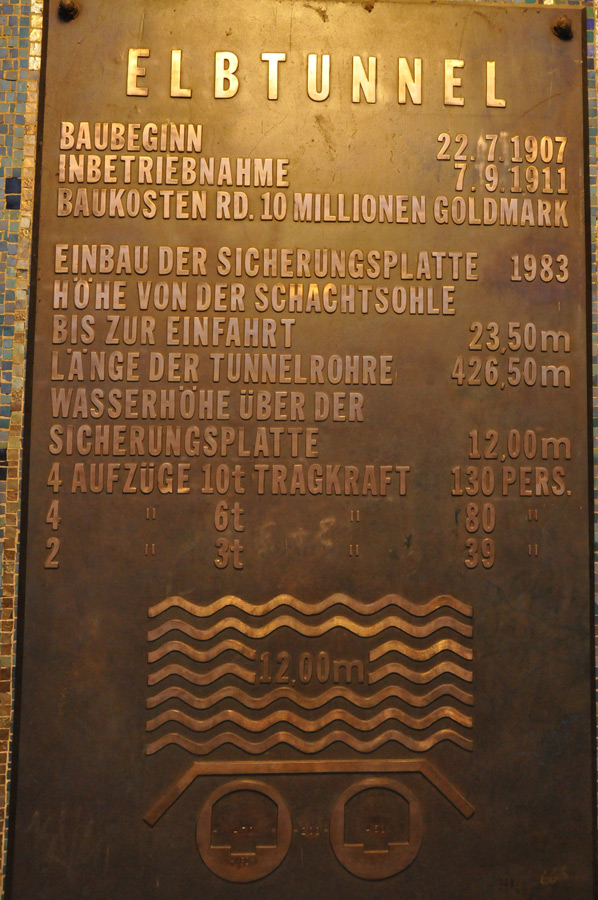 ELBTUNNEL
BAUBEGINN 22.7.1907
INBETRIEBNAHME 7.9.1911
BAUKOSTEN RD. 10 MILLIONEN GOLDMARK
EINBAU DER SICHERUNGSPLATTE 1983
HÖHE VON DER SCHACHTSOHLE
BIS ZUR EINFAHRT 23,50m
LÄNGE DER TUNNELROHRE 426,50m
WASSERHÖHE ÜBER DER
SICHERUNGSPLATTE 12,00m
4 AUFZÜGE 10t TRAGKRAFT 130 PERS.
4 " 6t " 80 "
2 " 3t " 39 "
12,00m